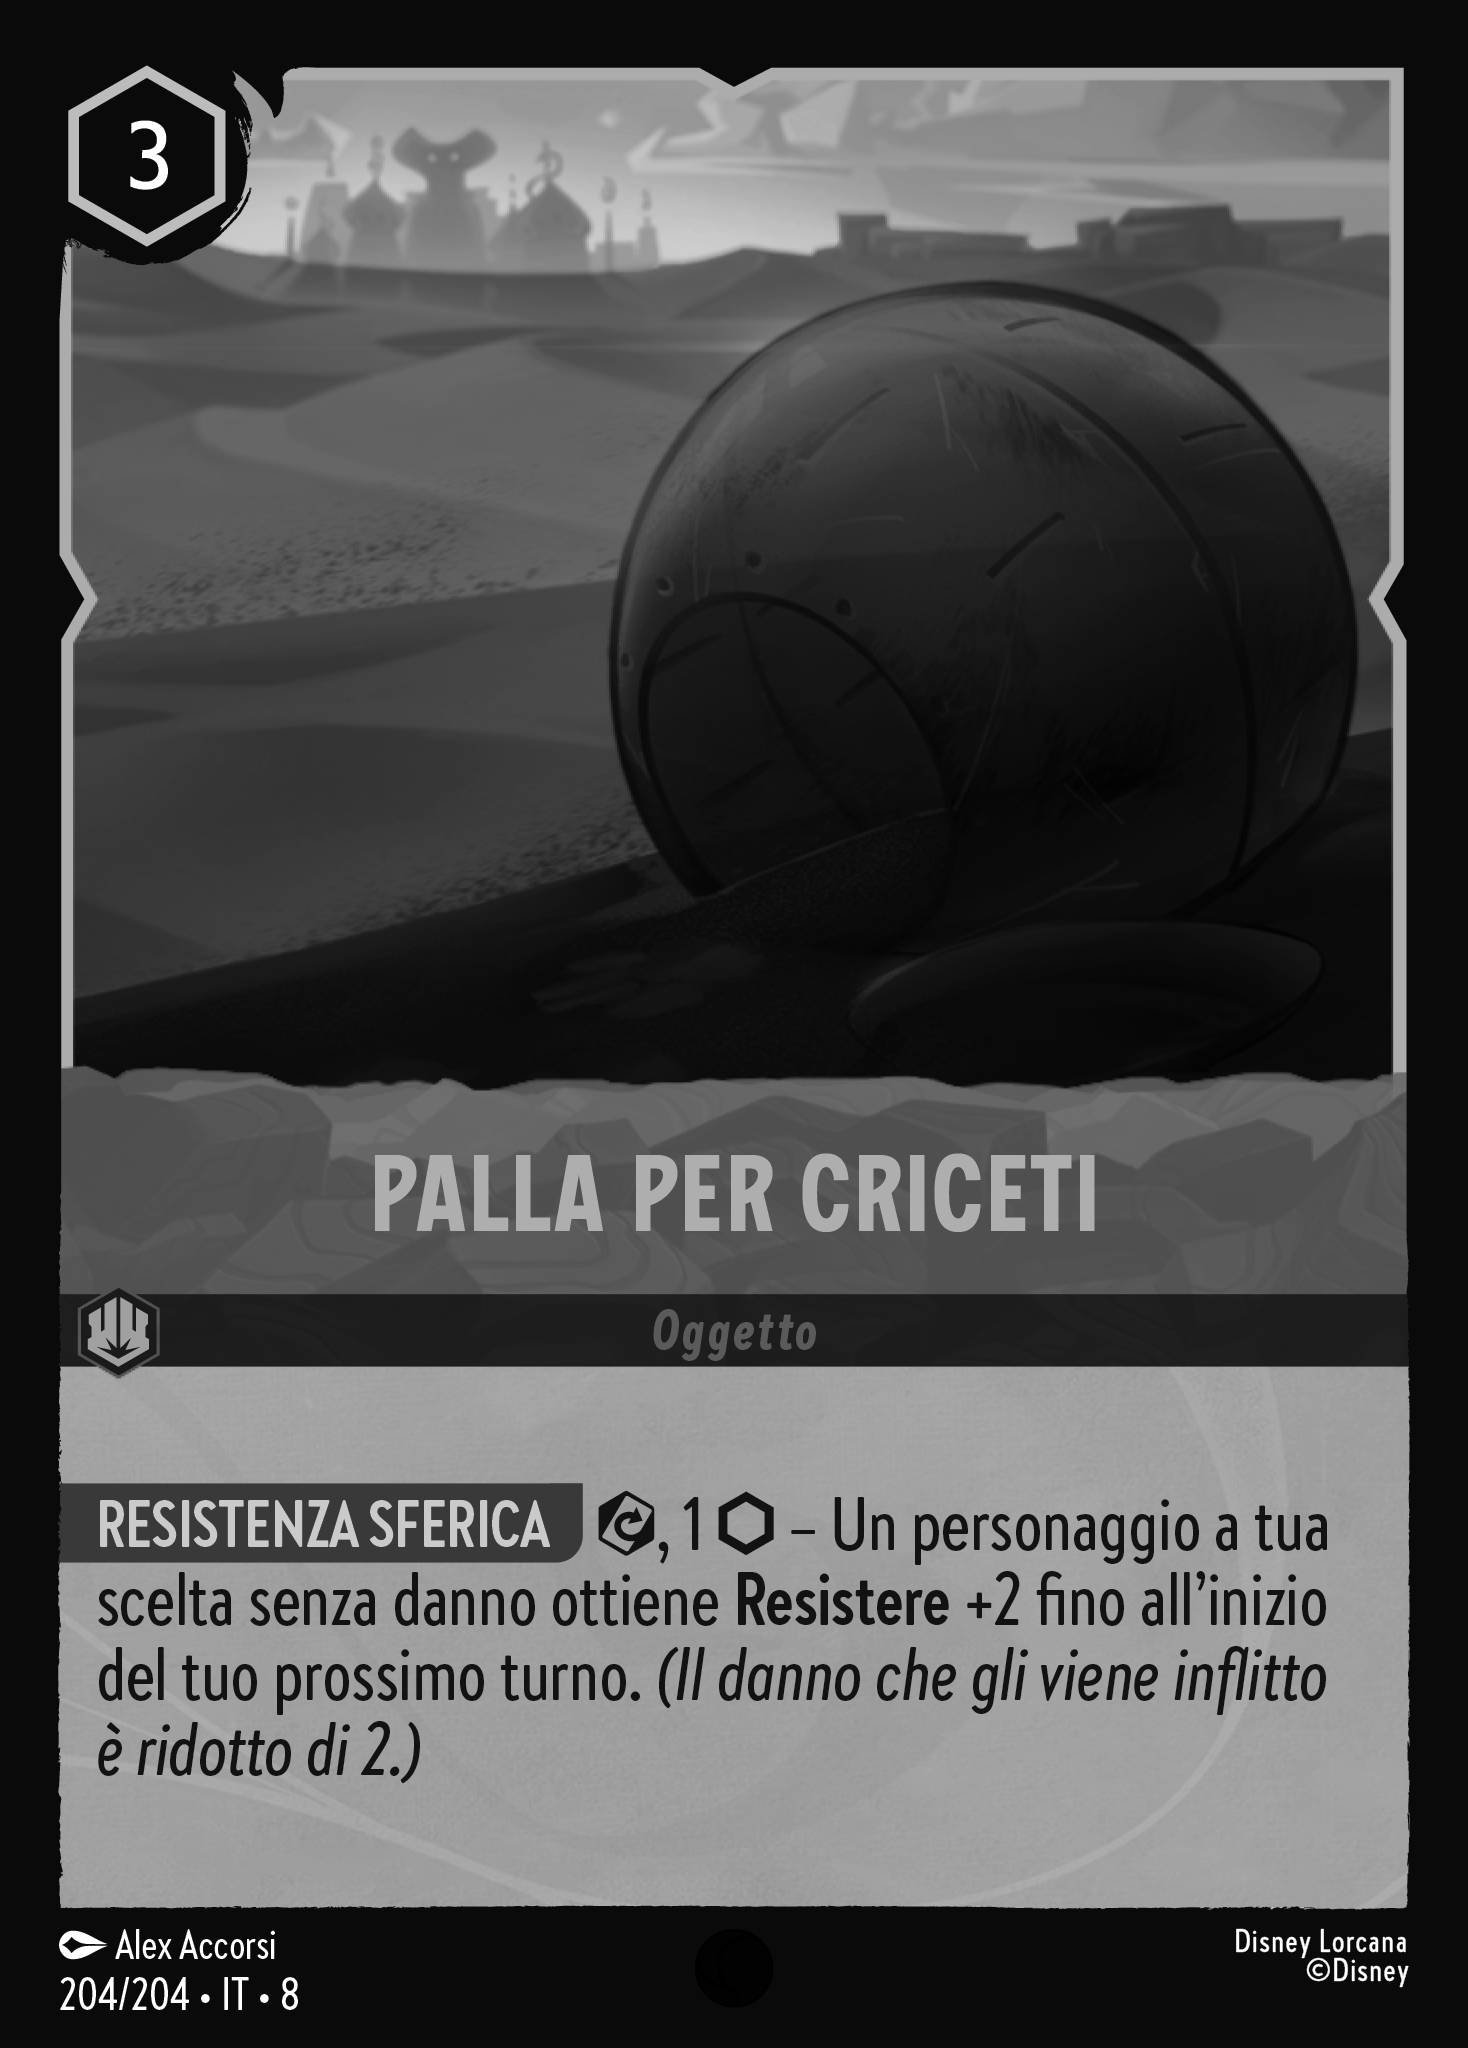 3
PALLA PER CRICETI
Oggetto
RESISTENZA SFERICA , 1 – Un personaggio a tua
scelta senza danno ottiene Resistere +2 fino all’inizio
del tuo prossimo turno. (Il danno che gli viene inflitto
è ridotto di 2.)
Alex Accorsi
204/204 • IT • 8
Disney Lorcana
©Disney